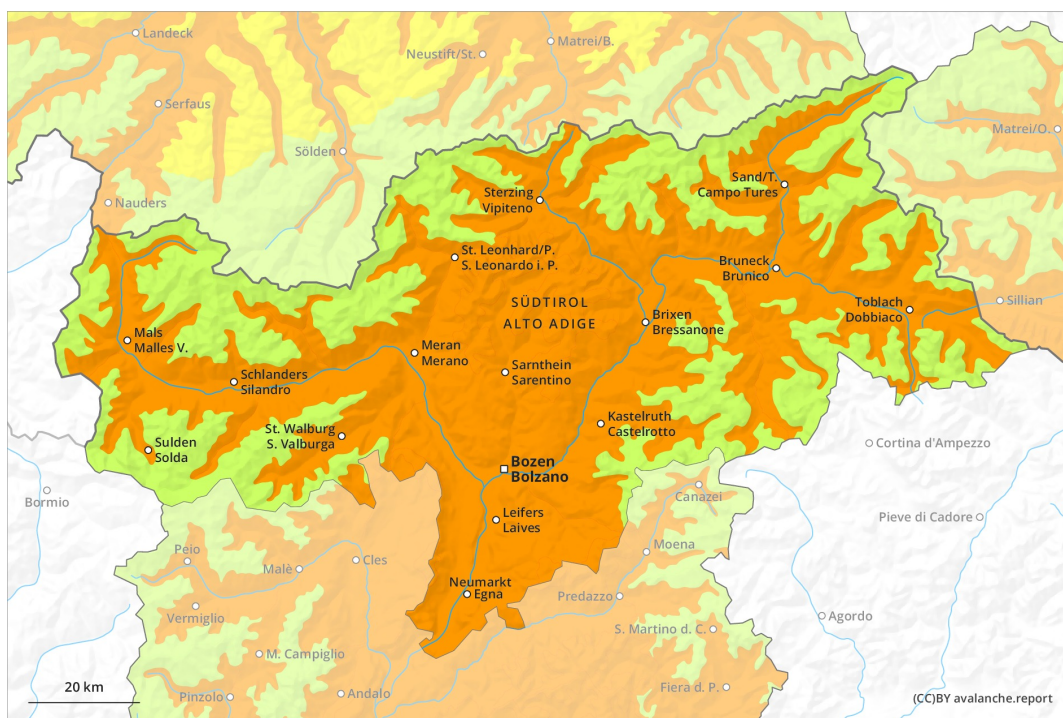 Landeck
Neustift/St.
Matrei/B.
Serfaus
Matrei/O.
Sölden
Nauders
Sand/T.
Campo Tures
Sterzing
Vipiteno
St. Leonhard/P.
S. Leonardo i. P.
Bruneck
Brunico
SÜDTIROL
ALTO ADIGE
Toblach
Dobbiaco
Sillian
Brixen
Bressanone
Mals
Malles V.
Meran
Merano
Sarnthein
Sarentino
Schlanders
Silandro
Kastelruth
Castelrotto
St. Walburg
S. Valburga
Sulden
Solda
Cortina d'Ampezzo
Bozen
Bolzano
Bormio
Canazei
Leifers
Laives
Pieve di Cadore
Moena
Peio
Malè
Cles
Neumarkt
Egna
Predazzo
Vermiglio
Agordo
S. Martino d. C.
M. Campiglio
20 km
Pinzolo
Andalo
Fiera d. P.
(CC)BY avalanche.report